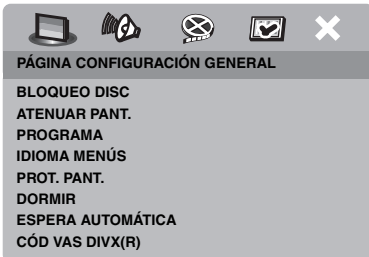 PÁGINA CONFIGURACIÓN GENERAL
BLOQUEO DISC
ATENUAR PANT.
PROGRAMA
IDIOMA MENÚS
PROT. PANT.
DORMIR
ESPERA AUTOMÁTICA
CÓD VAS DIVX(R)